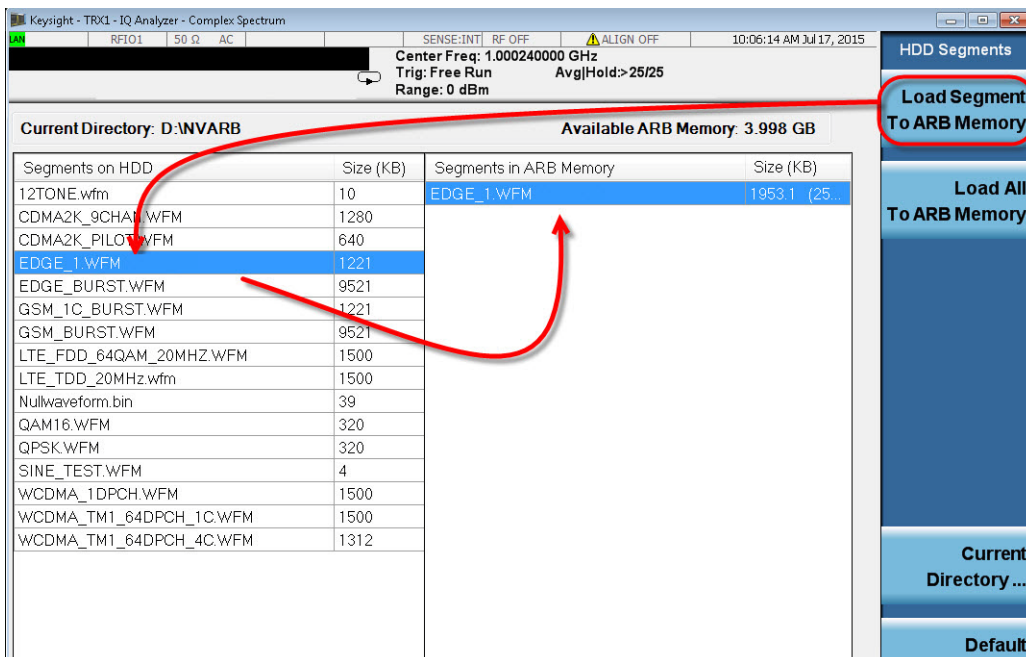 Keysight - TRX1 - IQ Analyzer - Complex Spectrum
LAN RFIO1 50 Ω AC SENSE:INT RF OFF ALIGN OFF 10:06:14 AM Jul 17, 2015
Center Freq: 1.000240000 GHz
Trig: Free Run Avg|Hold:>25/25
Range: 0 dBm
HDD Segments
Load Segment
To ARB Memory
Current Directory: D:\NVARB Available ARB Memory: 3.998 GB
Segments on HDD Size (KB) Segments in ARB Memory Size (KB)
12TONE.wfm 10 EDGE_1.WFM 1953.1 (25...
CDMA2K_9CHAN.WFM 1280
CDMA2K_PILOT.WFM 640
EDGE_1.WFM 1221
EDGE_BURST.WFM 9521
GSM_1C_BURST.WFM 1221
GSM_BURST.WFM 9521
LTE_FDD_64QAM_20MHZ.WFM 1500
LTE_TDD_20MHz.wfm 1500
Nullwaveform.bin 39
QAM16.WFM 320
QPSK.WFM 320
SINE_TEST.WFM 4
WCDMA_1DPCH.WFM 1500
WCDMA_TM1_64DPCH_1C.WFM 1500
WCDMA_TM1_64DPCH_4C.WFM 1312
Load All
To ARB Memory
Current
Directory ...
Default